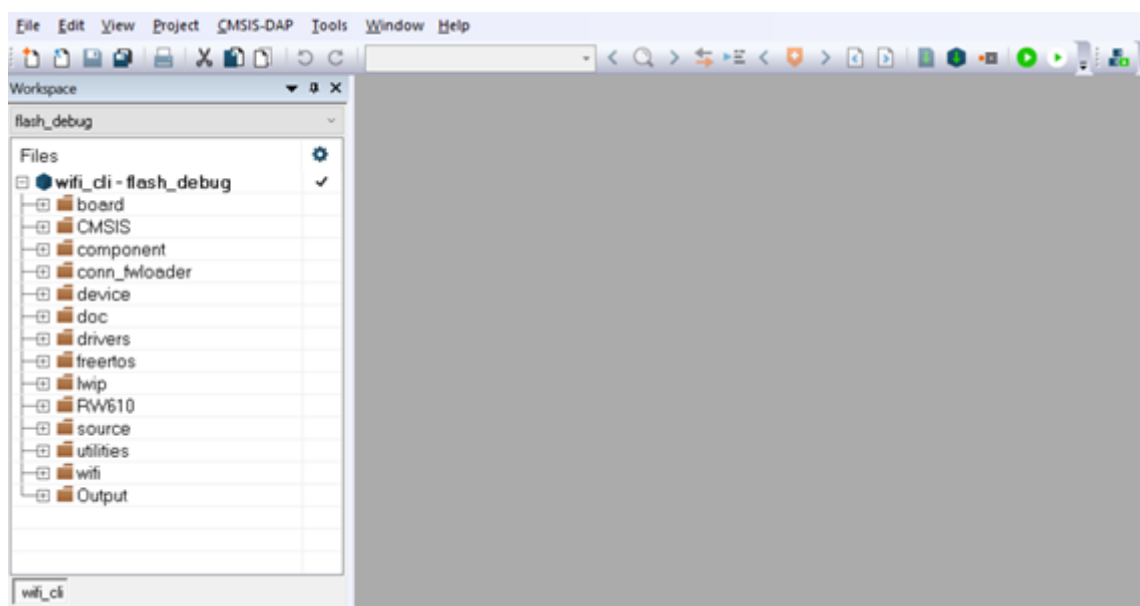 File Edit View Project CMSIS-DAP Tools Window Help
Workspace
flash_debug
Files
wifi_cli - flash_debug
board
CMSIS
component
conn_fwloader
device
doc
drivers
freertos
lwip
RW610
source
utilities
wifi
Output
wifi_cli